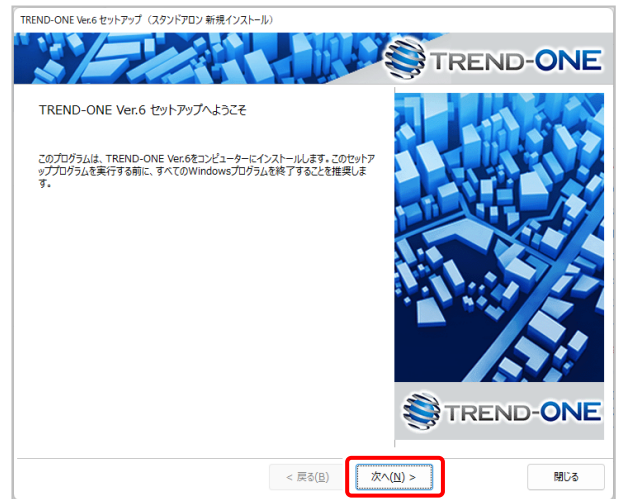 TREND-ONE Ver.6 セットアップ（スタンドアロン 新規インストール）
TREND-ONE
TREND-ONE Ver.6 セットアップへようこそ
このプログラムは、TREND-ONE Ver.6をコンピューターにインストールします。このセットア
ッププログラムを実行する前に、すべてのWindowsプログラムを終了することを推奨しま
す。
TREND-ONE
< 戻る(B)
次へ(N) >
閉じる